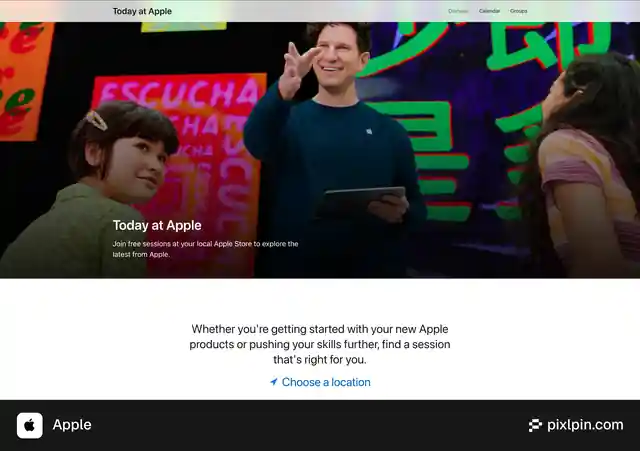 Today at Apple
Discover
Calendar
Groups
ESCUCHA
Today at Apple
Join free sessions at your local Apple Store to explore the
latest from Apple.
Whether you're getting started with your new Apple
products or pushing your skills further, find a session
that's right for you.
Choose a location
Apple
pixlpin.com